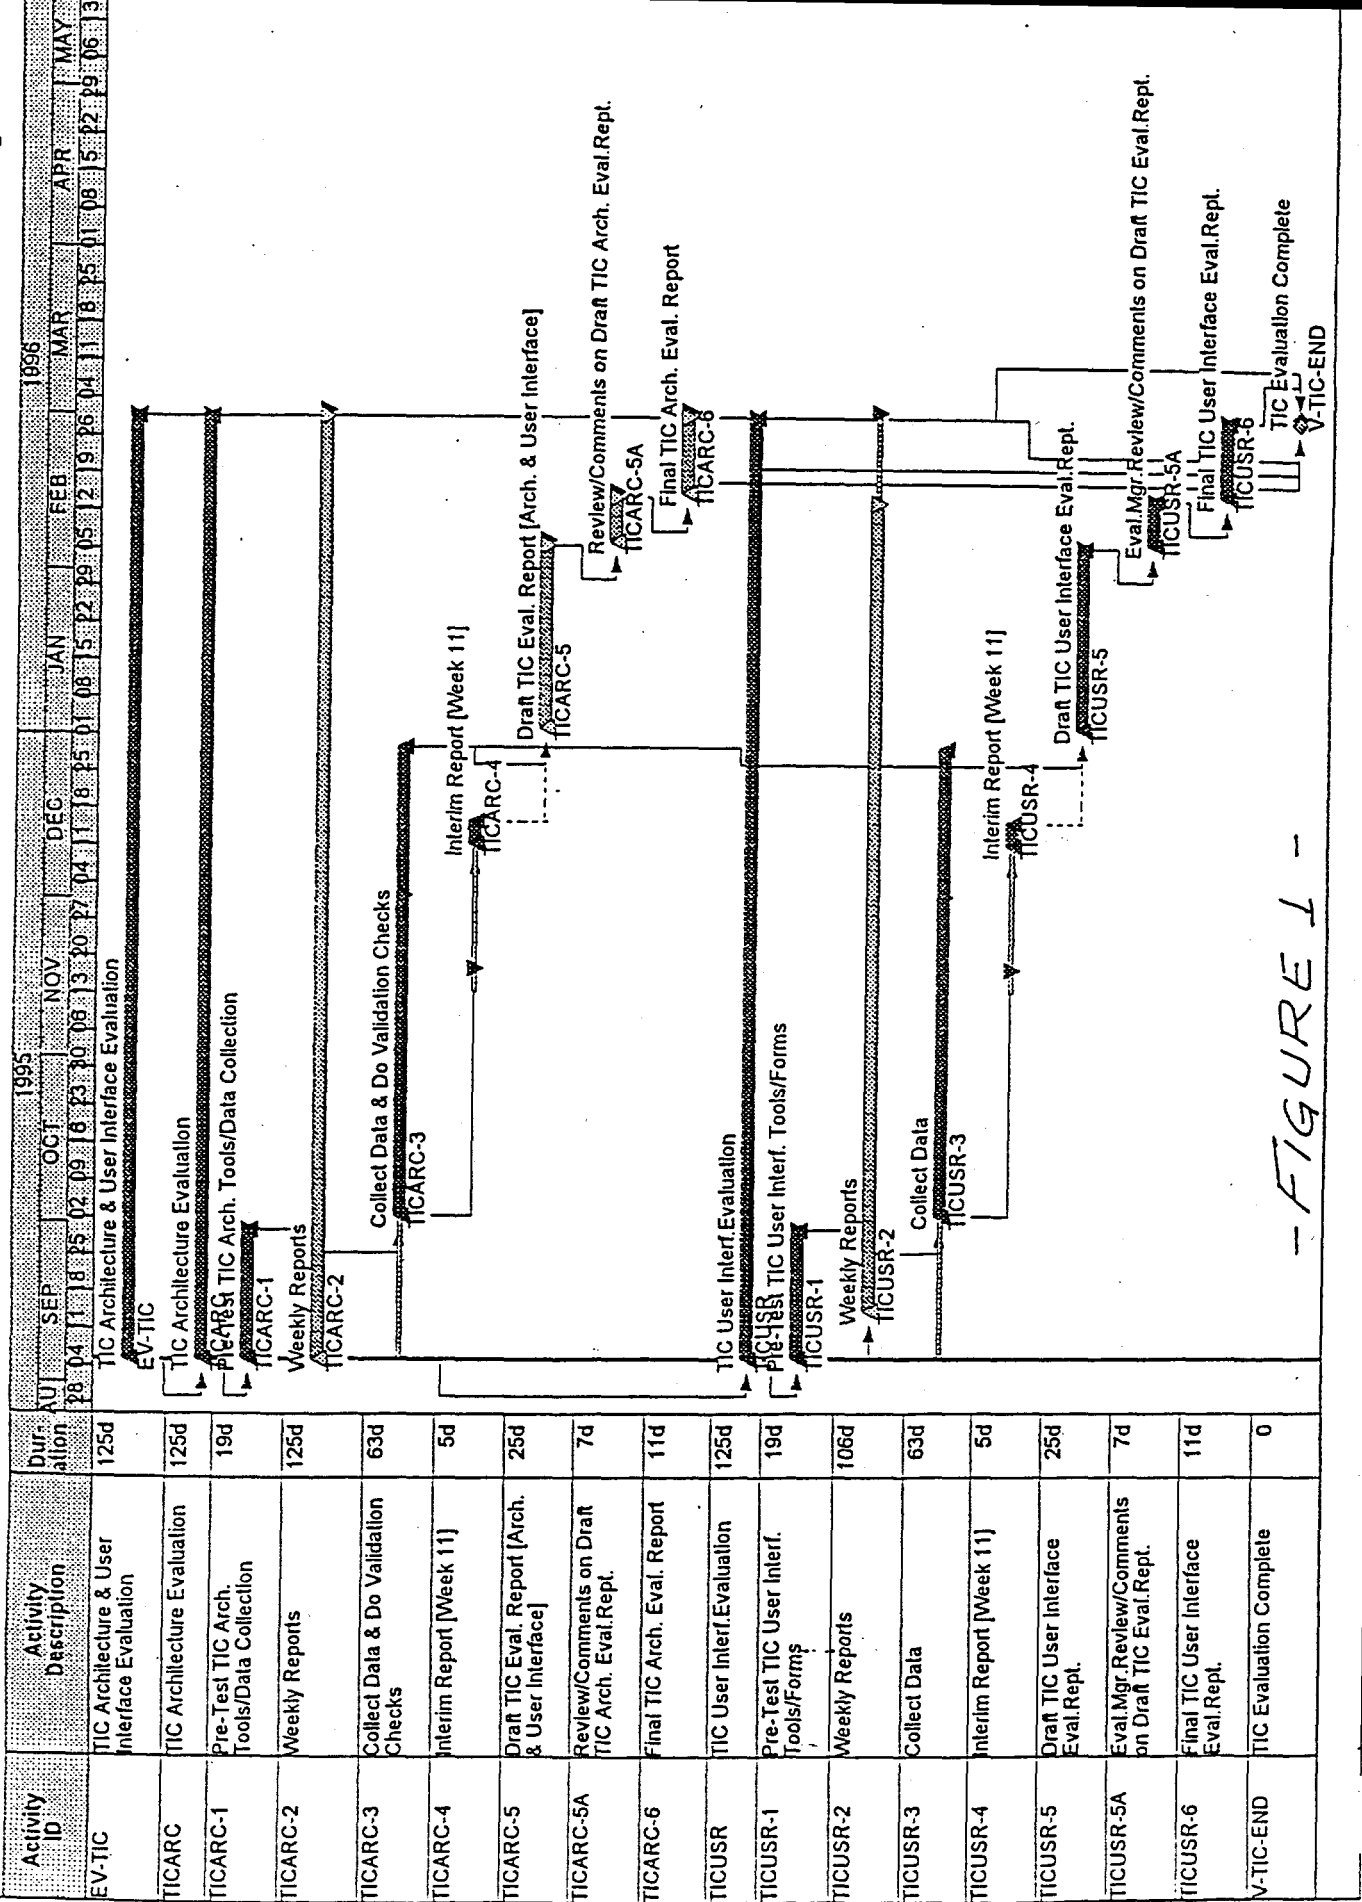 Activity ID
Activity Description
Dur- ation
1995
1996
AU
SEP
OCT
NOV
DEC
JAN
FEB
MAR
APR
MAY
28 04 11 18 25 02 09 16 23 30 06 13 20 27 04 11 18 25 01 08 15 22 29 05 12 19 26 04 11 18 25 01 08 15 22 29 06 13
EV-TIC
TIC Architecture & User
Interface Evaluation
125d
TIC Architecture & User Interface Evaluation
EV-TIC
TICARC
TIC Architecture Evaluation
125d
TIC Architecture Evaluation
TICARC
TICARC-1
Pre-Test TIC Arch.
Tools/Data Collection
19d
Pre-Test TIC Arch. Tools/Data Collection
TICARC-1
TICARC-2
Weekly Reports
125d
Weekly Reports
TICARC-2
TICARC-3
Collect Data & Do Validation
Checks
63d
Collect Data & Do Validation Checks
TICARC-3
TICARC-4
Interim Report [Week 11]
5d
Interim Report [Week 11]
TICARC-4
TICARC-5
Draft TIC Eval. Report [Arch.
& User Interface]
25d
Draft TIC Eval. Report [Arch. & User Interface]
TICARC-5
TICARC-5A
Review/Comments on Draft
TIC Arch. Eval.Rept.
7d
Review/Comments on Draft TIC Arch. Eval.Rept.
TICARC-5A
TICARC-6
Final TIC Arch. Eval. Report
11d
Final TIC Arch. Eval. Report
TICARC-6
TICUSR
TIC User Interf.Evaluation
125d
TIC User Interf.Evaluation
TICUSR
TICUSR-1
Pre-Test TIC User Interf.
Tools/Forms
19d
Pre-Test TIC User Interf. Tools/Forms
TICUSR-1
TICUSR-2
Weekly Reports
106d
Weekly Reports
TICUSR-2
TICUSR-3
Collect Data
63d
Collect Data
TICUSR-3
TICUSR-4
Interim Report [Week 11]
5d
Interim Report [Week 11]
TICUSR-4
TICUSR-5
Draft TIC User Interface
Eval.Rept.
25d
Draft TIC User Interface Eval.Rept.
TICUSR-5
TICUSR-5A
Eval.Mgr.Review/Comments
on Draft TIC Eval.Rept.
7d
Eval.Mgr.Review/Comments on Draft TIC Eval.Rept.
TICUSR-5A
TICUSR-6
Final TIC User Interface
Eval.Rept.
11d
Final TIC User Interface Eval.Rept.
TICUSR-6
V-TIC-END
TIC Evaluation Complete
0
TIC Evaluation Complete
V-TIC-END
- FIGURE 1 -